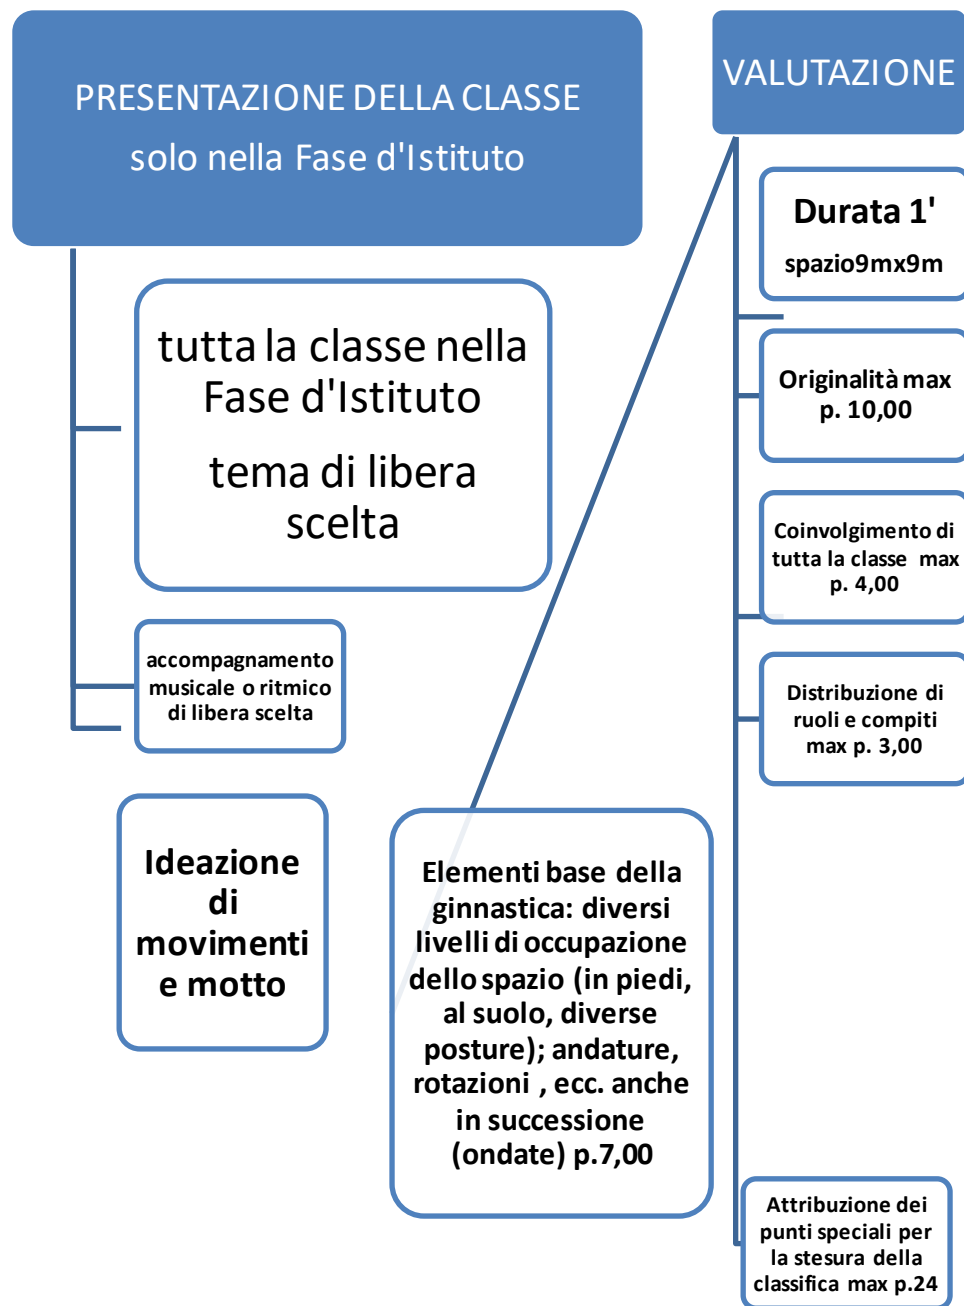 PRESENTAZIONE DELLA CLASSE
solo nella Fase d'Istituto
tutta la classe nella
Fase d'Istituto
tema di libera
scelta
accompagnamento
musicale o ritmico
di libera scelta
Ideazione
di
movimenti
e motto
VALUTAZIONE
Durata 1'
spazio9mx9m
Originalità max
p. 10,00
Coinvolgimento di
tutta la classe max
p. 4,00
Distribuzione di
ruoli e compiti
max p. 3,00
Elementi base della
ginnastica: diversi
livelli di occupazione
dello spazio (in piedi,
al suolo, diverse
posture); andature,
rotazioni , ecc. anche
in successione
(ondate) p.7,00
Attribuzione dei
punti speciali per
la stesura della
classifica max p.24